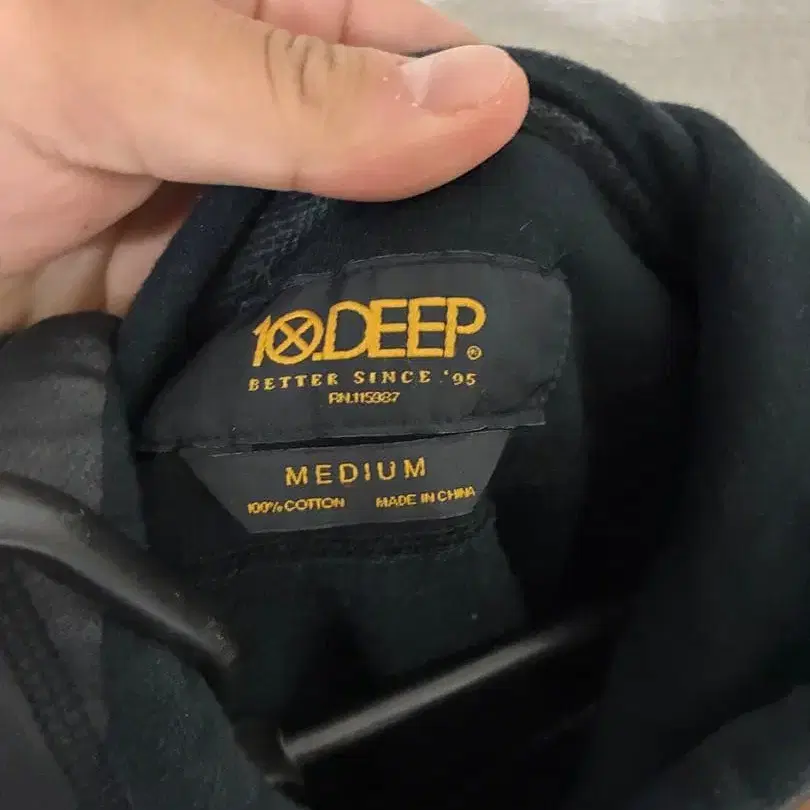 10.DEEP®
BETTER SINCE '95
RN.115987
MEDIUM
100% COTTON MADE IN CHINA